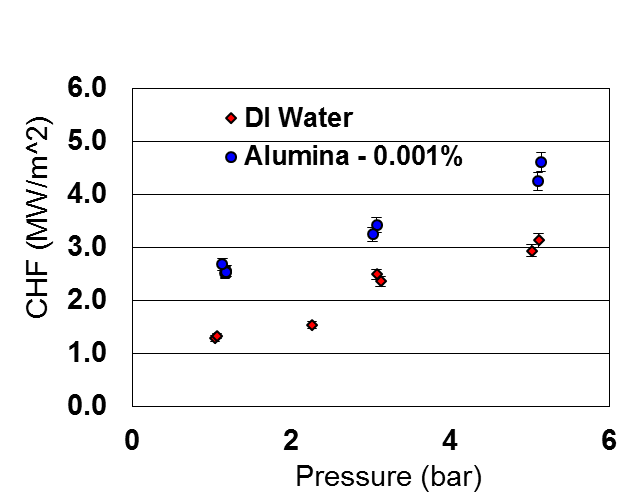 6.0
5.0
4.0
3.0
2.0
1.0
0.0
CHF (MW/m^2)
DI Water
Alumina - 0.001%
0 2 4 6
Pressure (bar)